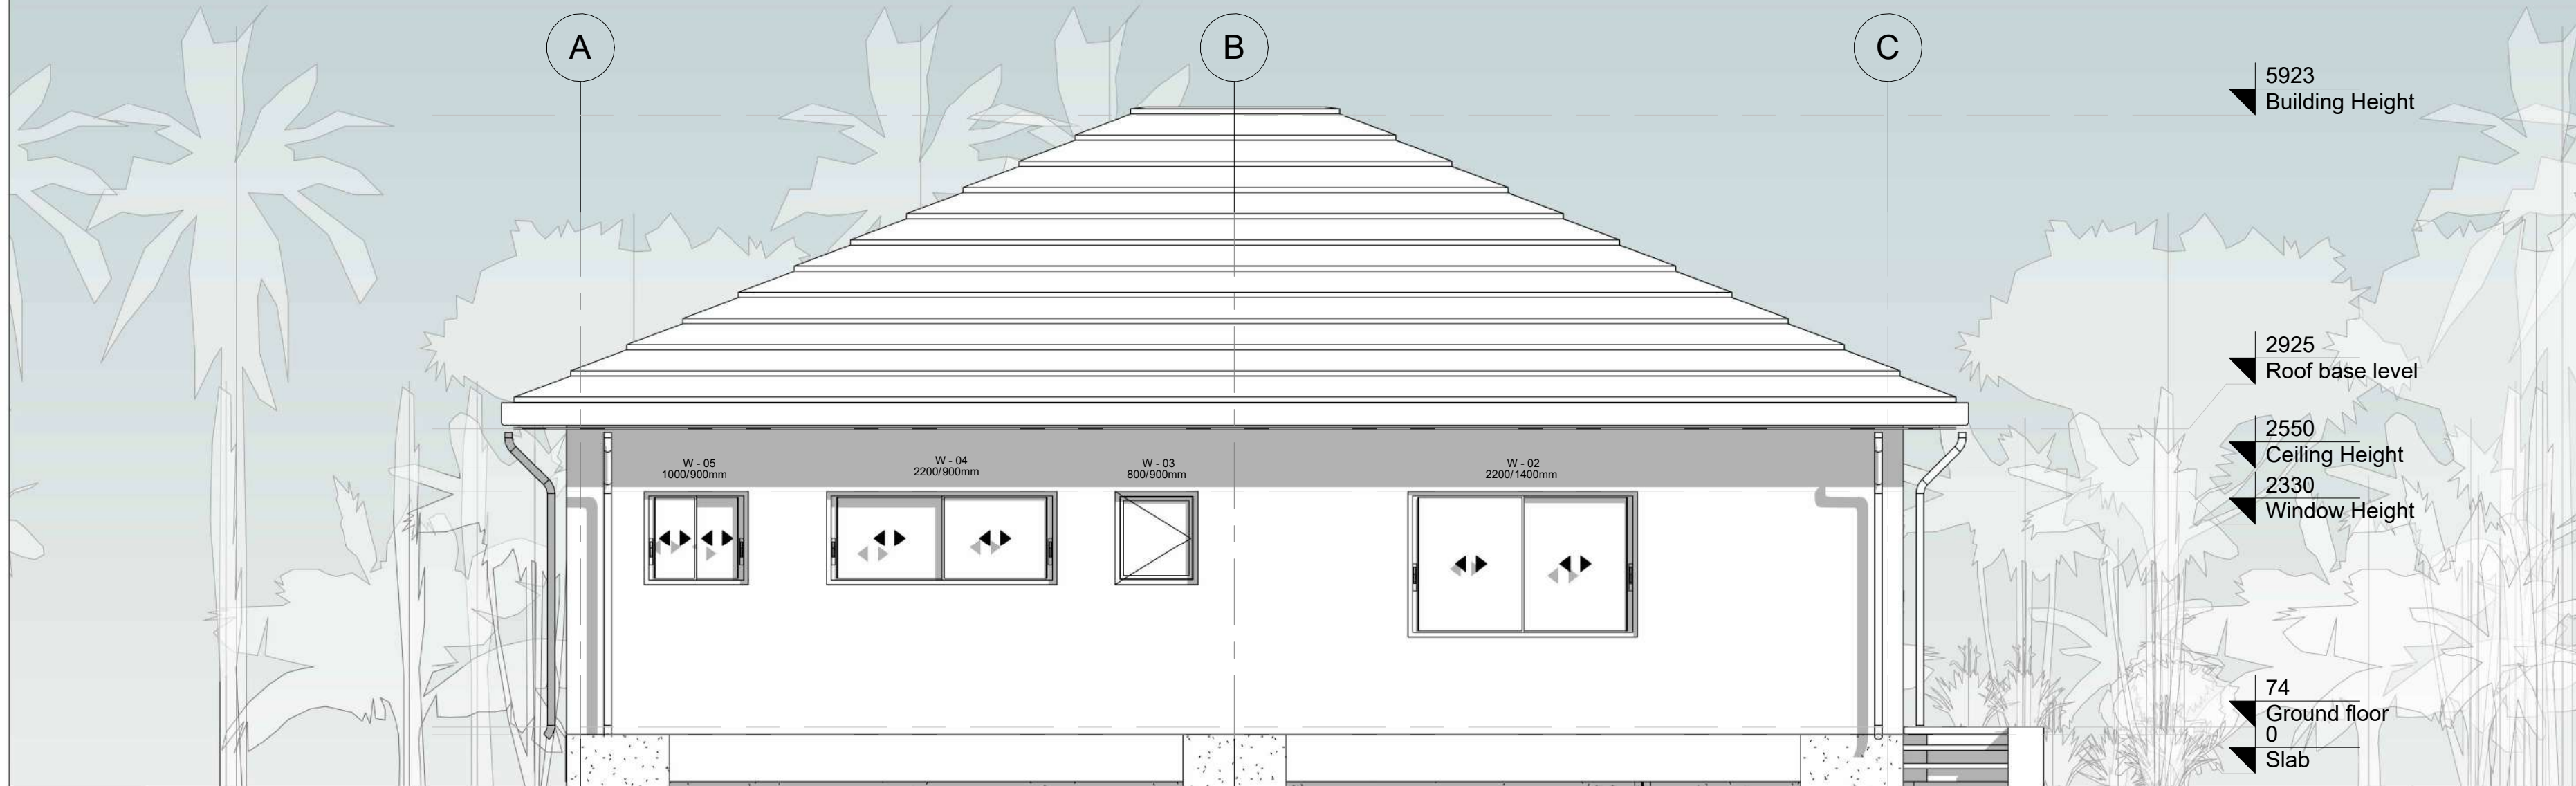 A
B
C
5923
Building Height
2925
Roof base level
2550
Ceiling Height
2330
Window Height
W - 05
1000/900mm
W - 04
2200/900mm
W - 03
800/900mm
W - 02
2200/1400mm
74
Ground floor
0
Slab